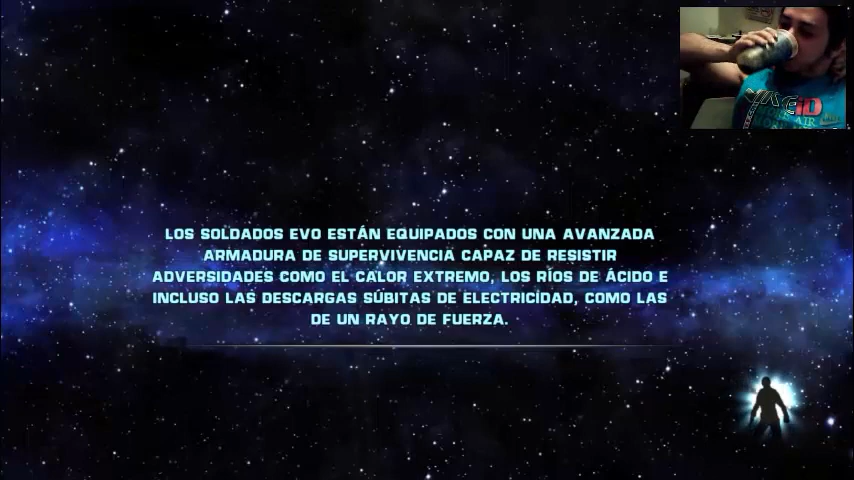 LOS SOLDADOS EVO ESTÁN EQUIPADOS CON UNA AVANZADA
ARMADURA DE SUPERVIVENCIA CAPAZ DE RESISTIR
ADVERSIDADES COMO EL CALOR EXTREMO, LOS RÍOS DE ÁCIDO E
INCLUSO LAS DESCARGAS SÚBITAS DE ELECTRICIDAD, COMO LAS
DE UN RAYO DE FUERZA.